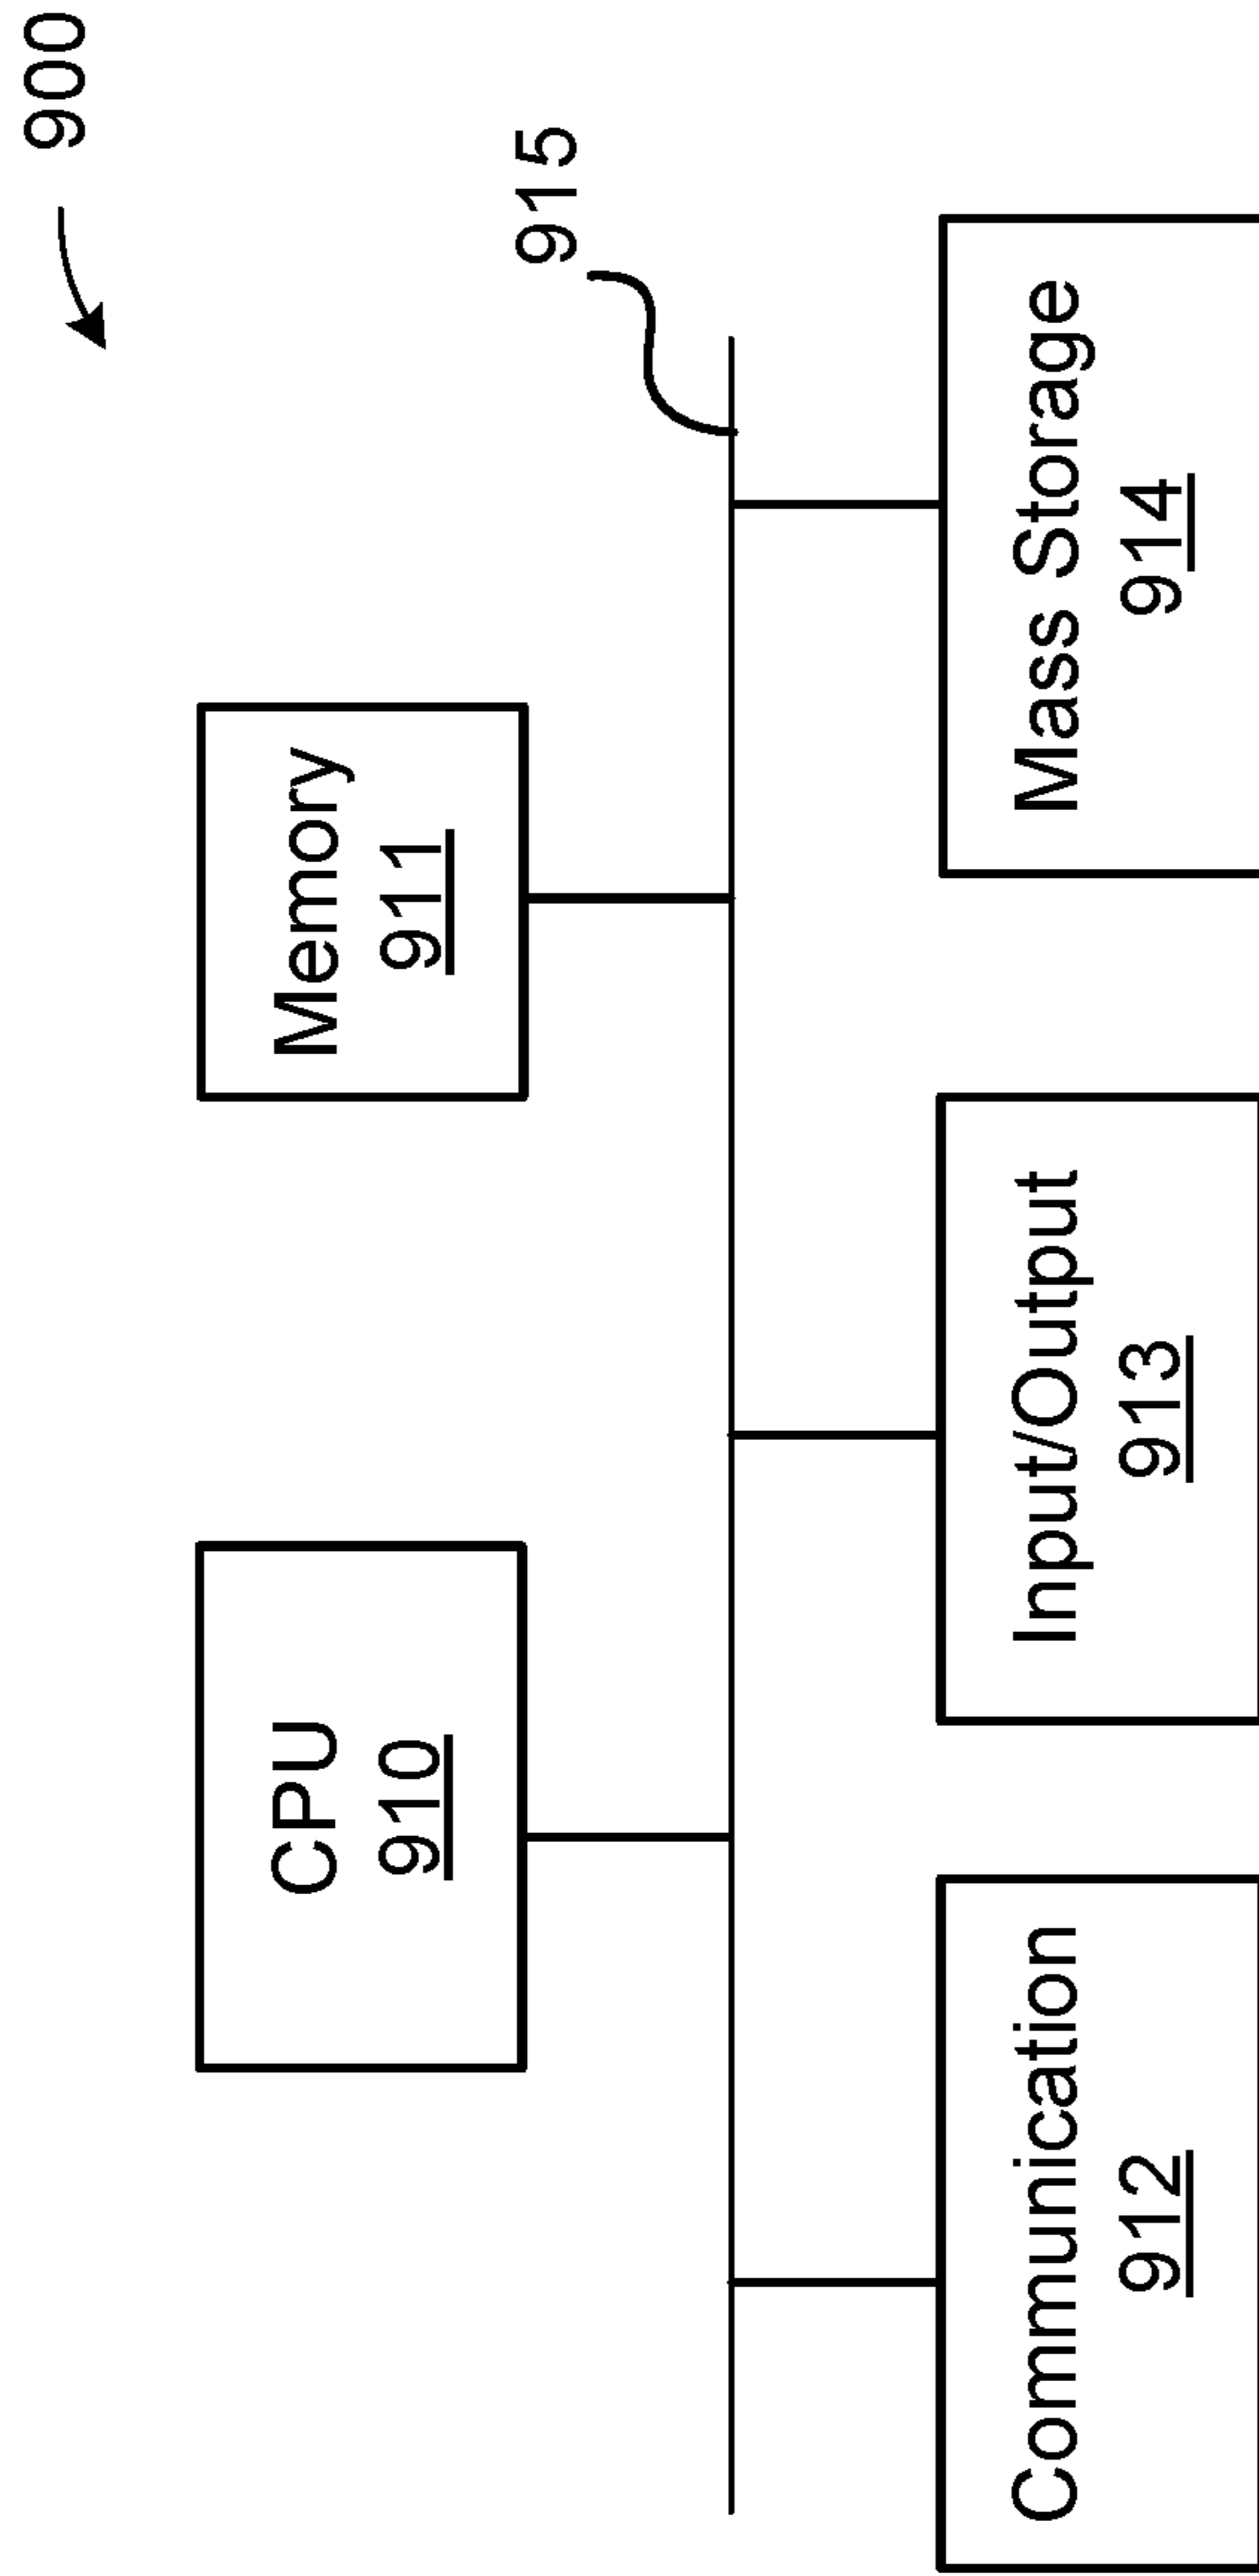 900
CPU
910
Memory
911
915
Communication
912
Input/Output
913
Mass Storage
914